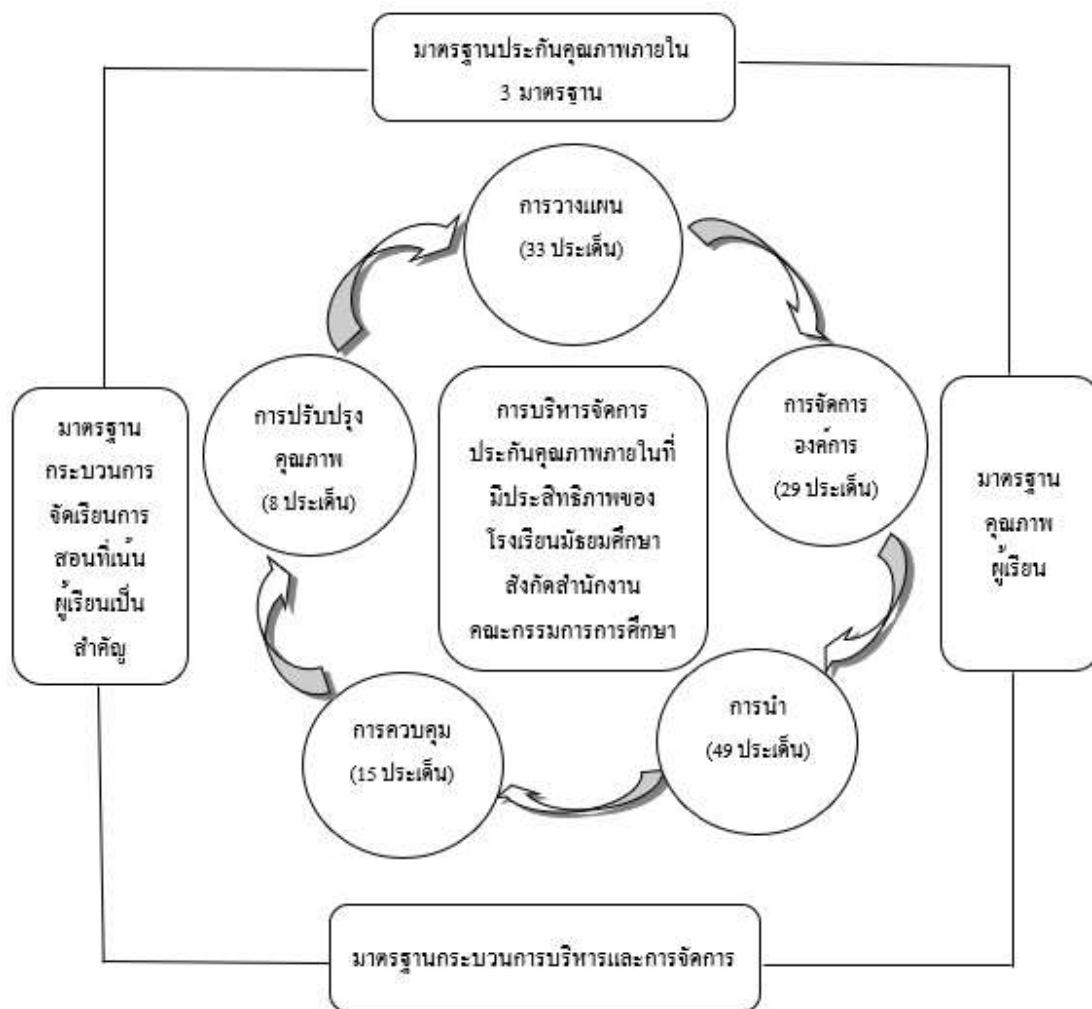 มาตรฐานประกันคุณภาพภายใน
3 มาตรฐาน
การวางแผน
(33 ประเด็น)
การจัดการ
องค์การ
(29 ประเด็น)
การนำ
(49 ประเด็น)
การควบคุม
(15 ประเด็น)
การปรับปรุง
คุณภาพ
(8 ประเด็น)
การบริหารจัดการ
ประกันคุณภาพภายในที่
มีประสิทธิภาพของ
โรงเรียนมัธยมศึกษา
สังกัดสำนักงาน
คณะกรรมการการศึกษา
มาตรฐาน
กระบวนการ
จัดเรียนการ
สอนที่เน้น
ผู้เรียนเป็น
สำคัญ
มาตรฐาน
คุณภาพ
ผู้เรียน
มาตรฐานกระบวนการบริหารและการจัดการ